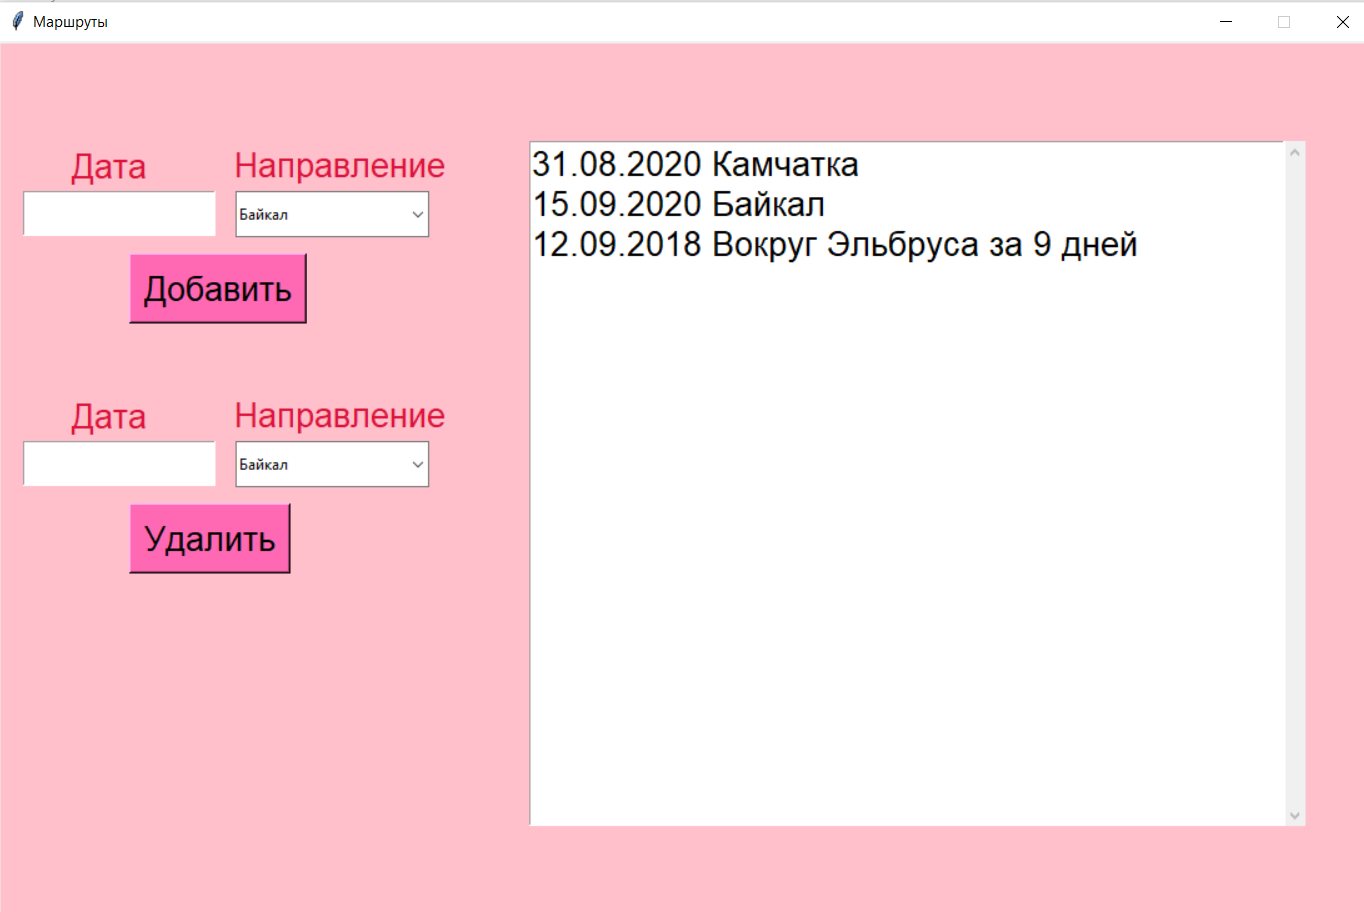 Маршруты
Дата Направление
Байкал
Добавить
Дата Направление
Байкал
Удалить
31.08.2020 Камчатка
15.09.2020 Байкал
12.09.2018 Вокруг Эльбруса за 9 дней